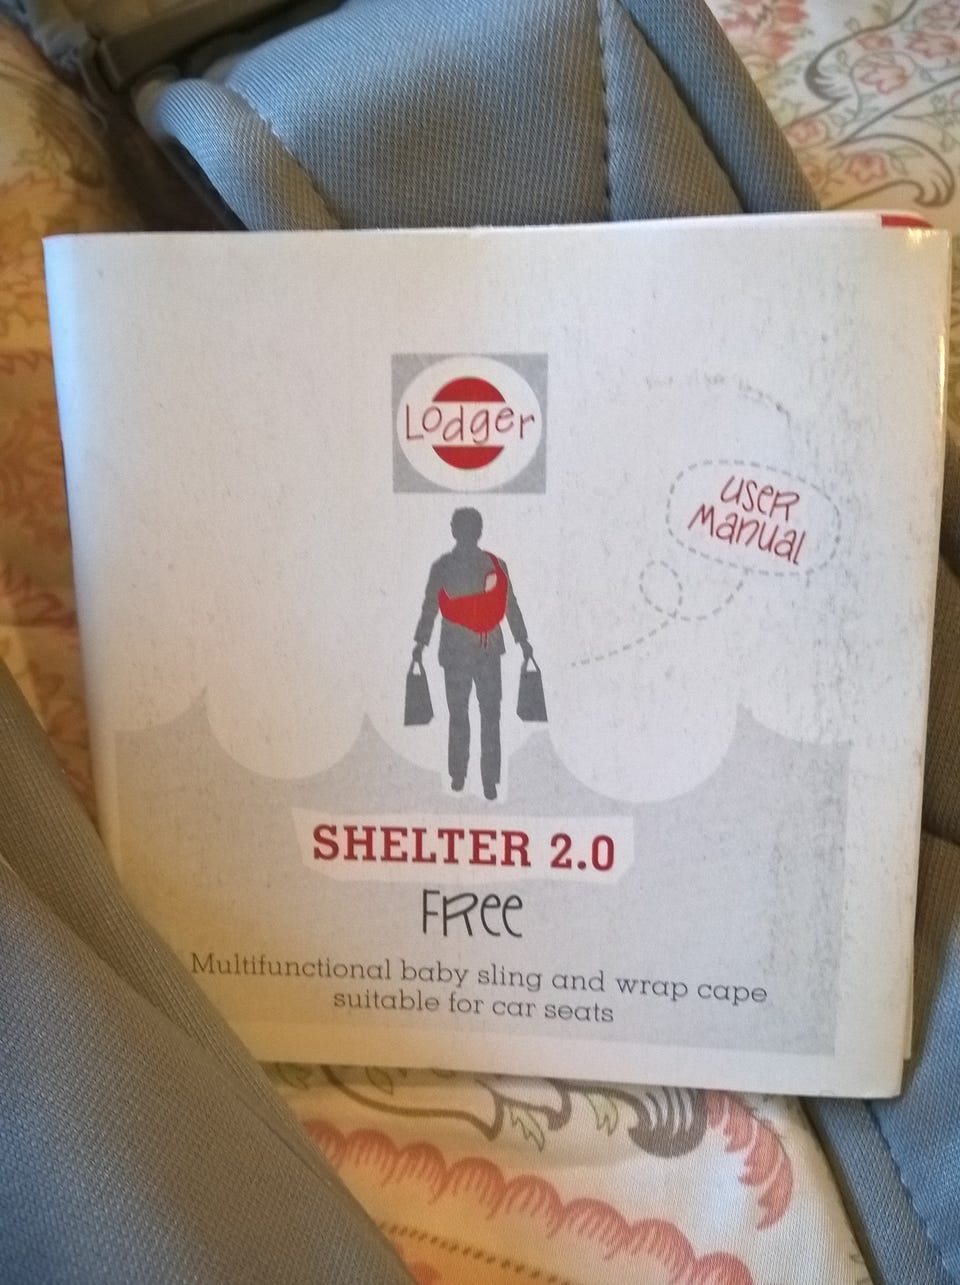 Lodger
user
manual
SHELTER 2.0
FRee
Multifunctional baby sling and wrap cape
suitable for car seats